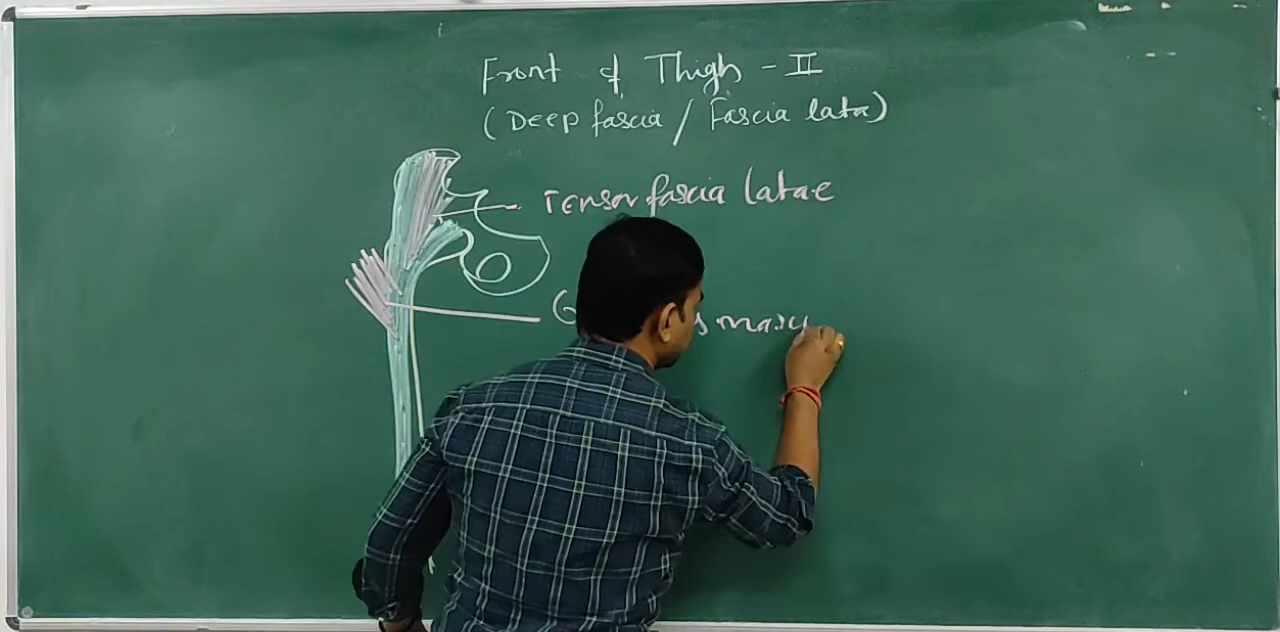 Front of Thigh - II
(Deep fascia / Fascia lata)
Tensor fascia latae